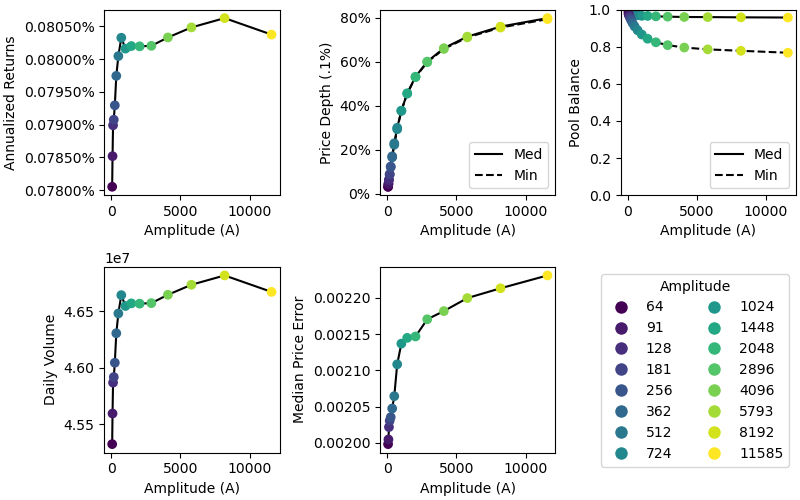 Annualized Returns
0.08050%
0.08000%
0.07950%
0.07900%
0.07850%
0.07800%
0 5000 10000
Amplitude (A)
Price Depth (.1%)
80%
60%
40%
20%
0%
Med
Min
0 5000 10000
Amplitude (A)
Pool Balance
1.0
0.8
0.6
0.4
0.2
0.0
Med
Min
0 5000 10000
Amplitude (A)
1e7
Daily Volume
4.65
4.60
4.55
0 5000 10000
Amplitude (A)
Median Price Error
0.00220
0.00215
0.00210
0.00205
0.00200
0 5000 10000
Amplitude (A)
Amplitude
64 1024
91 1448
128 2048
181 2896
256 4096
362 5793
512 8192
724 11585